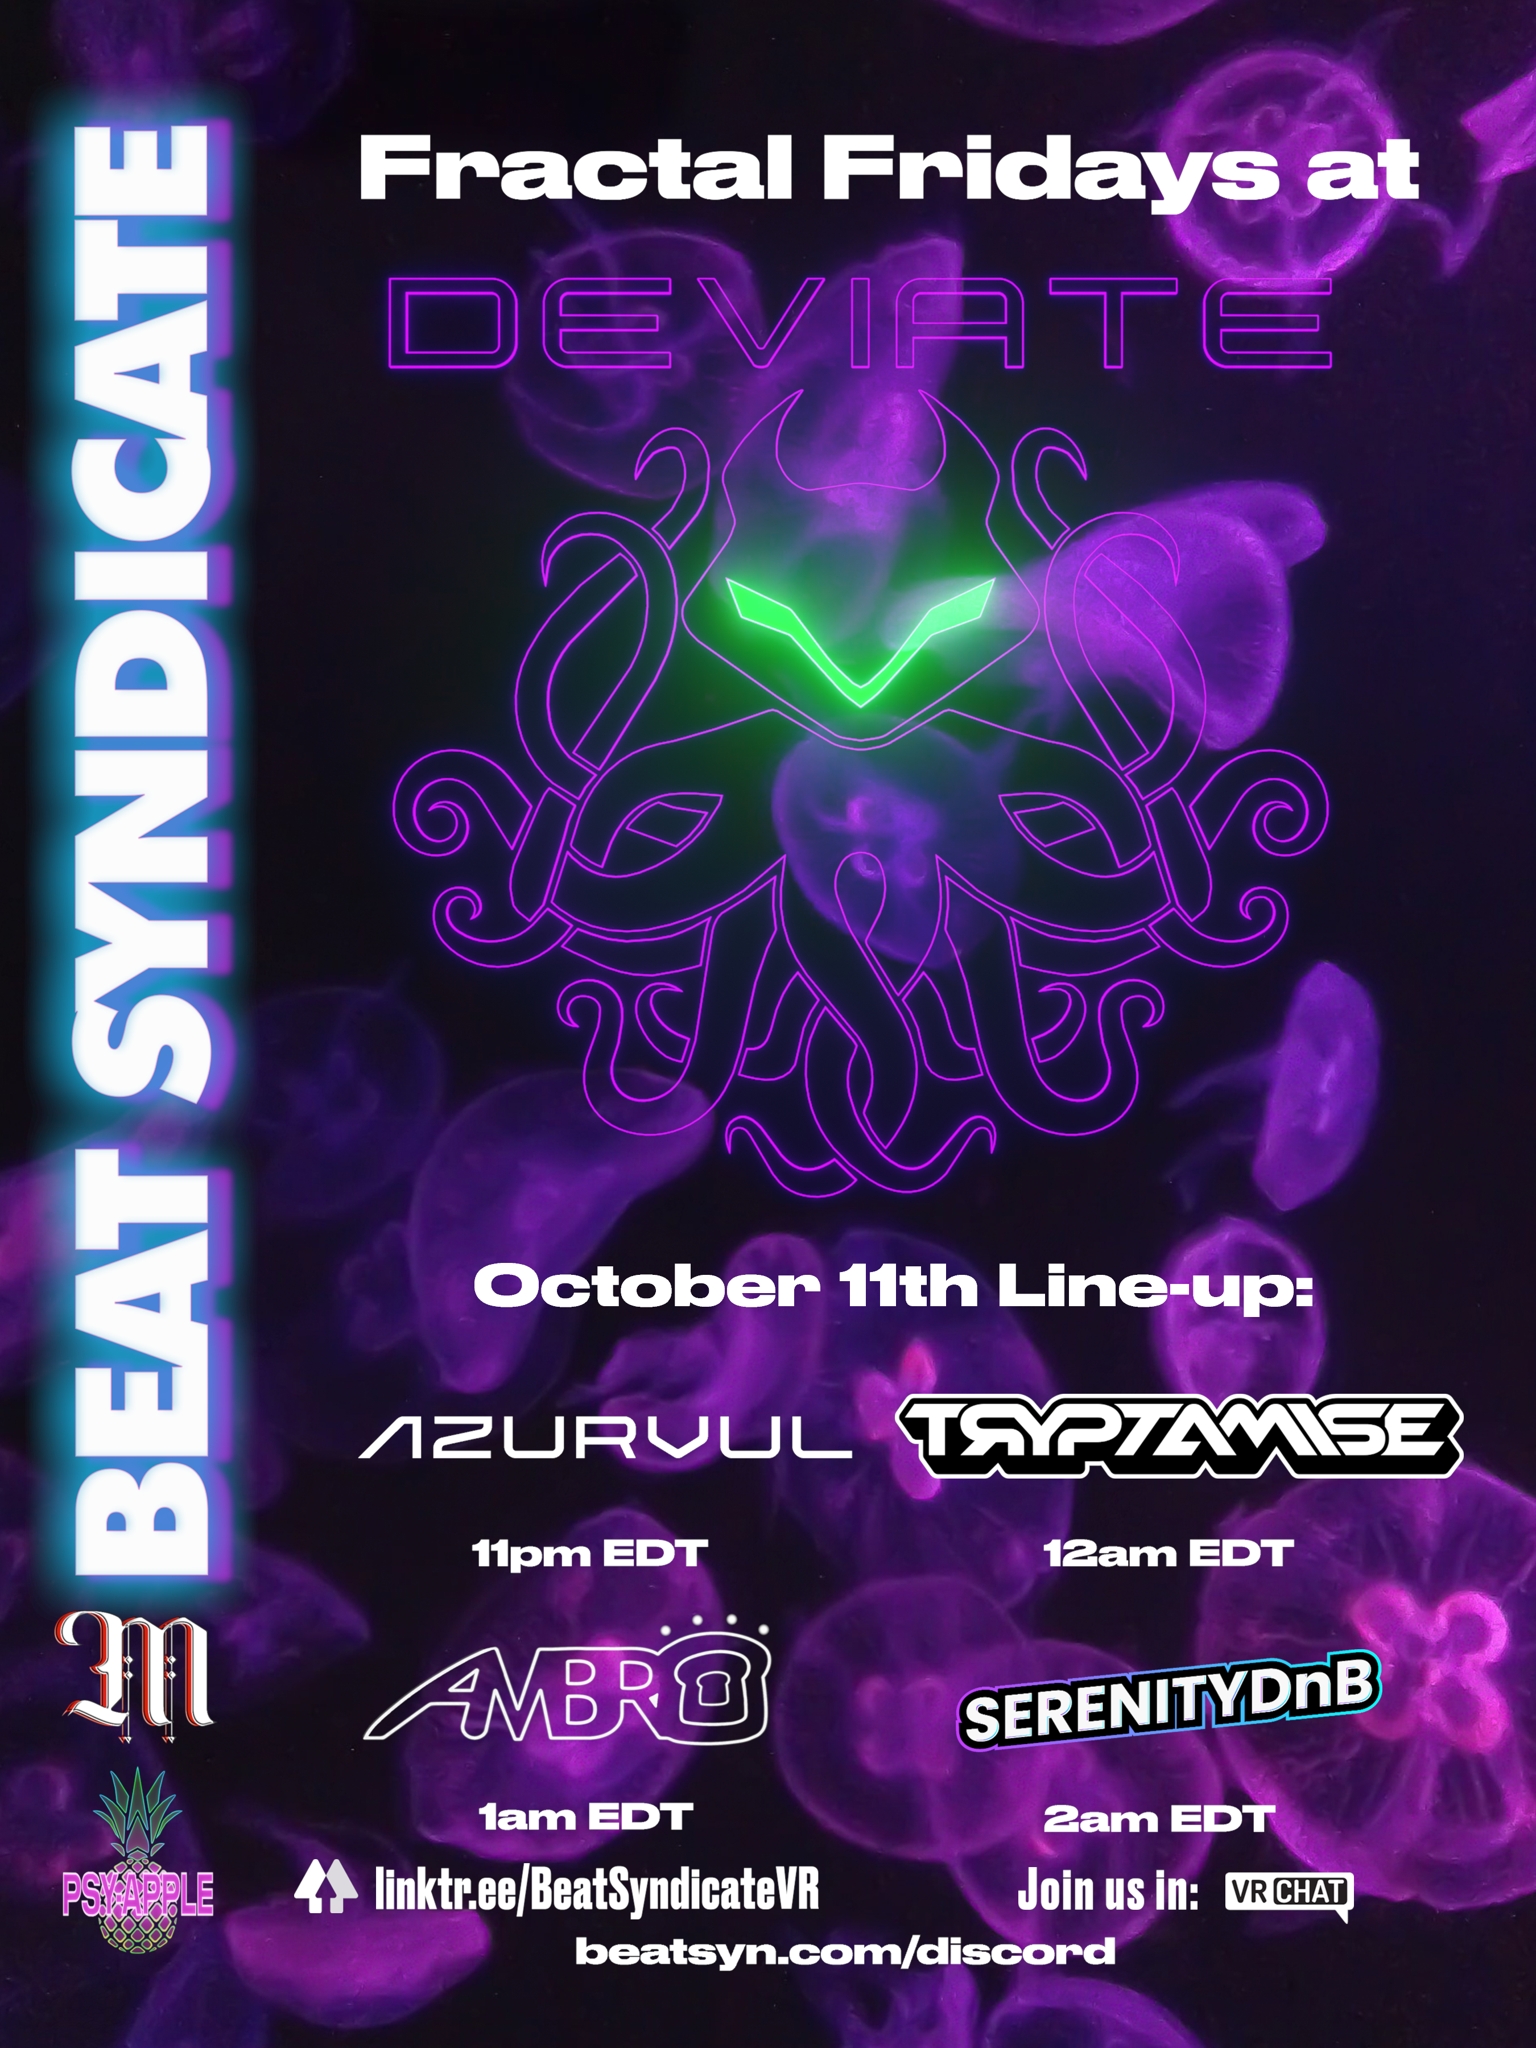 BEAT SYNDICATE
Fractal Fridays at
DEVIATE
October 11th Line-up:
AZURVUL
TRYPTAMISE
11pm EDT
12am EDT
AMBRO
SERENITYDnB
1am EDT
2am EDT
M
PSY.APPLE
linktr.ee/BeatSyndicateVR
Join us in: VRCHAT
beatsyn.com/discord